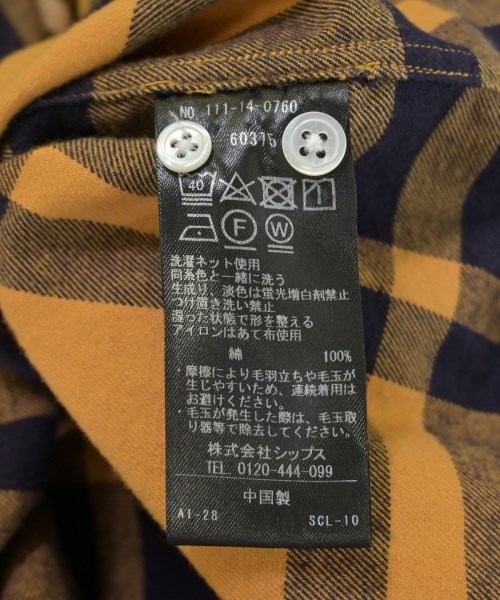 NO. 111-14-0760
60375
40
F W
洗濯ネット使用
同系色と一緒に洗う
生成り、淡色は蛍光増白剤禁止
つけ置き洗い禁止
湿った状態で形を整える
アイロンはあて布使用
綿 100%
・摩擦により毛羽立ちや毛玉が
生じやすいため、連続着用は
お避けください。
・毛玉が発生した際は、毛玉取
り器等で除去してください。
株式会社シップス
TEL. 0120-444-099
中国製
AI-28 SCL-10